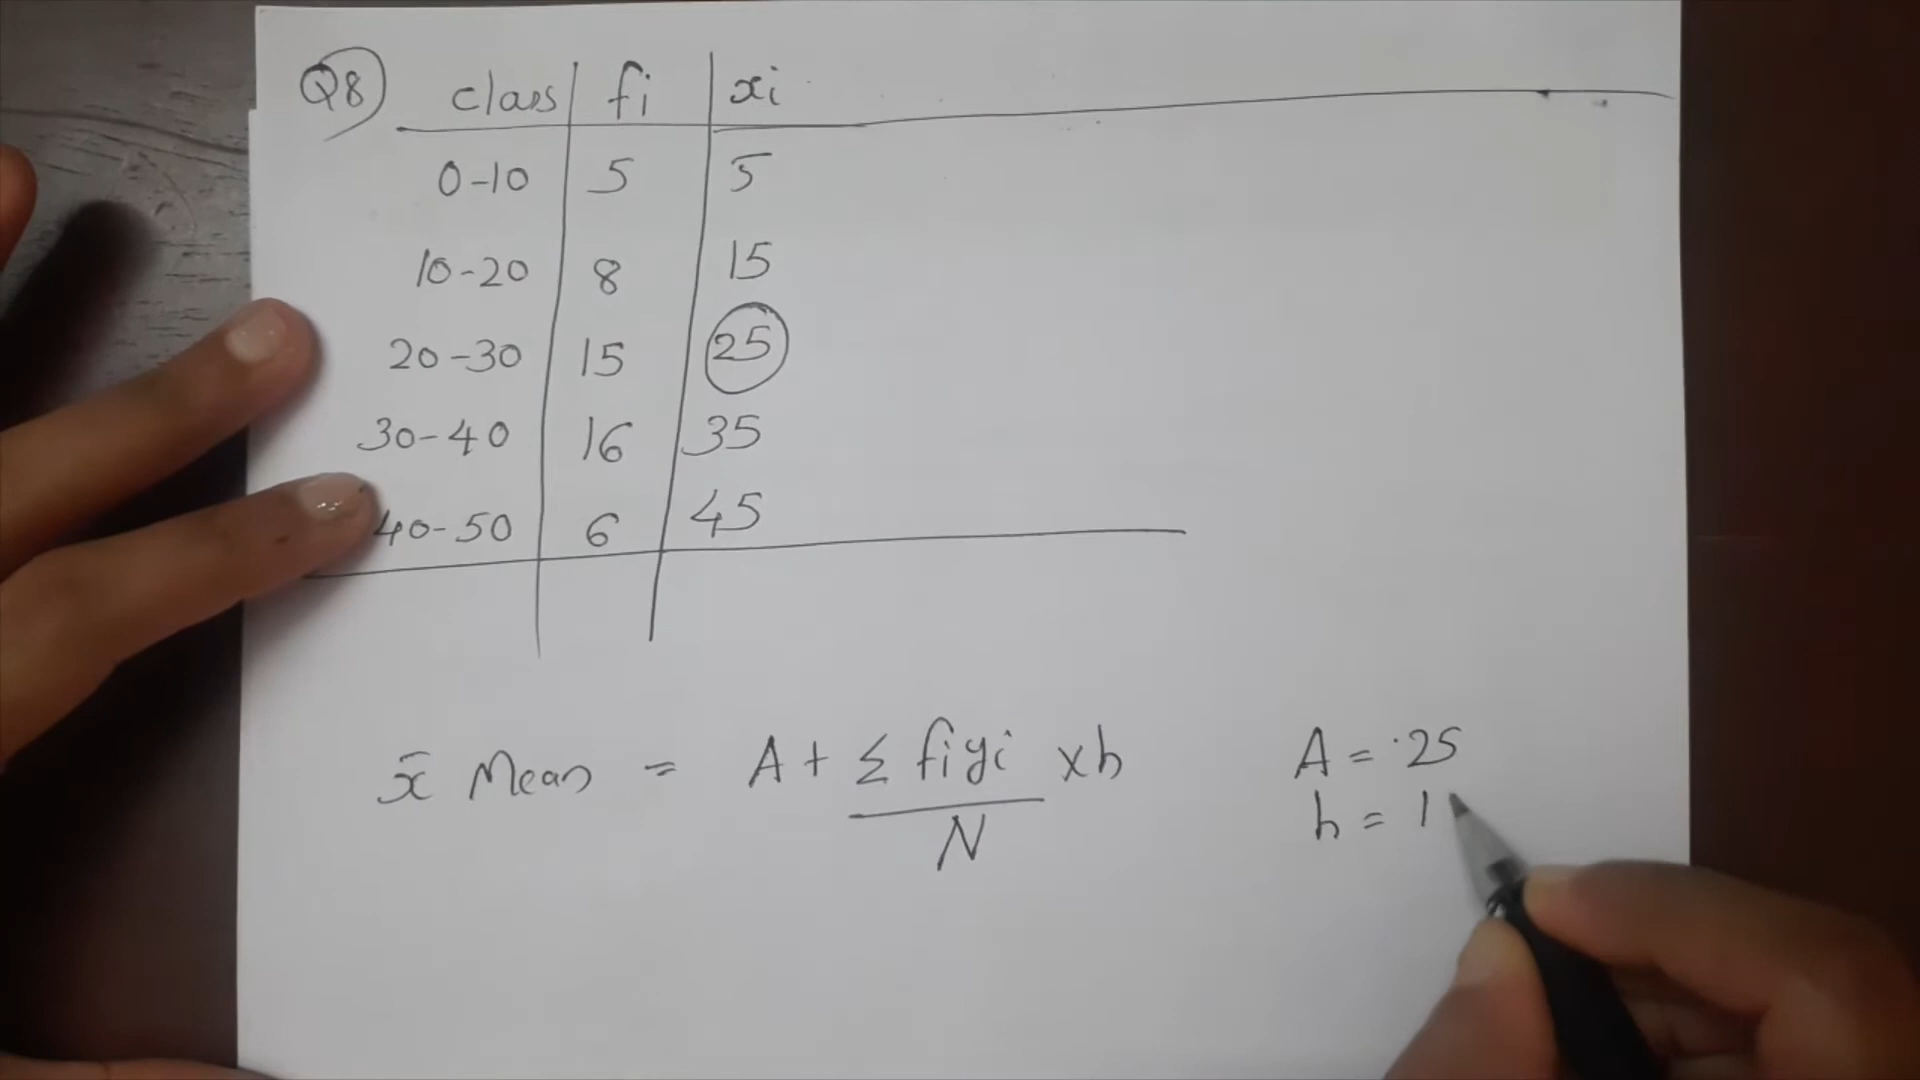 Q8 class fi xi
0-10 5 5
10-20 8 15
20-30 15 25
30-40 16 35
40-50 6 45
x̄ Mean = A + Σ fiyi × h
N
A = 25
h = 1